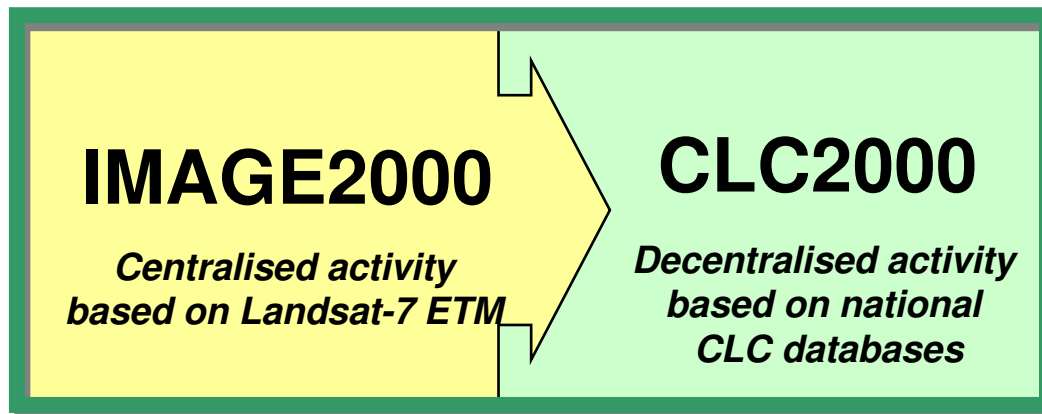 IMAGE2000
Centralised activity
based on Landsat-7 ETM
CLC2000
Decentralised activity
based on national
CLC databases